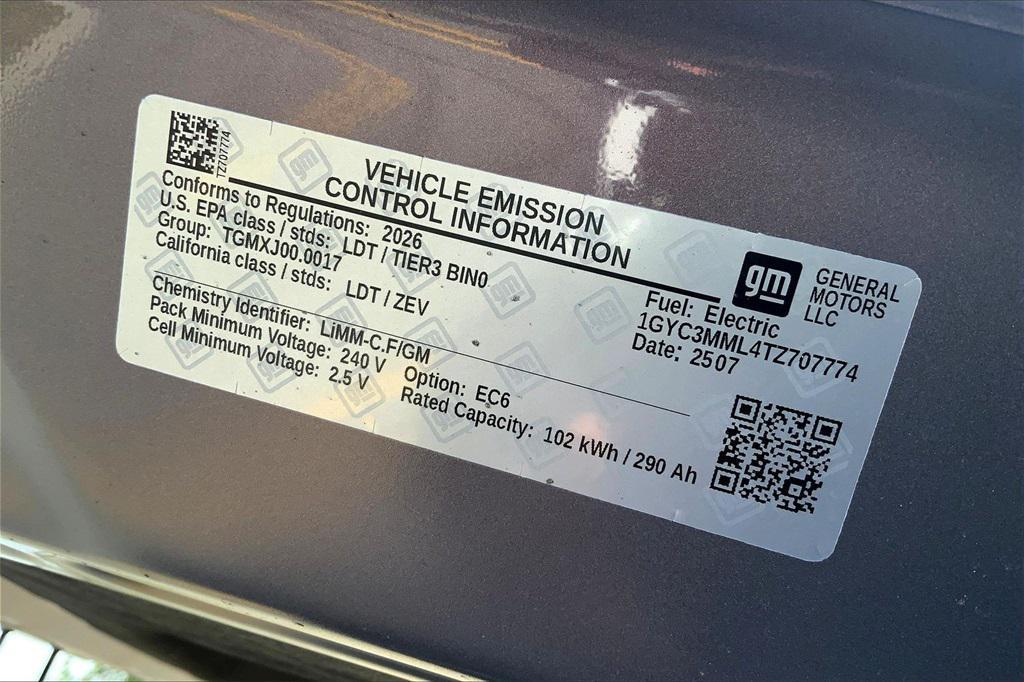 TZ707774
VEHICLE EMISSION
CONTROL INFORMATION
Conforms to Regulations: 2026
U.S. EPA class / stds: LDT / TIER3 BIN0
Group: TGMXJ00.0017
California class / stds: LDT / ZEV
gm
GENERAL
MOTORS
LLC
Fuel: Electric
1GYC3MML4TZ707774
Date: 2507
Chemistry Identifier: LiMM-C,F/GM
Pack Minimum Voltage: 240 V Option: EC6
Cell Minimum Voltage: 2.5 V Rated Capacity: 102 kWh / 290 Ah